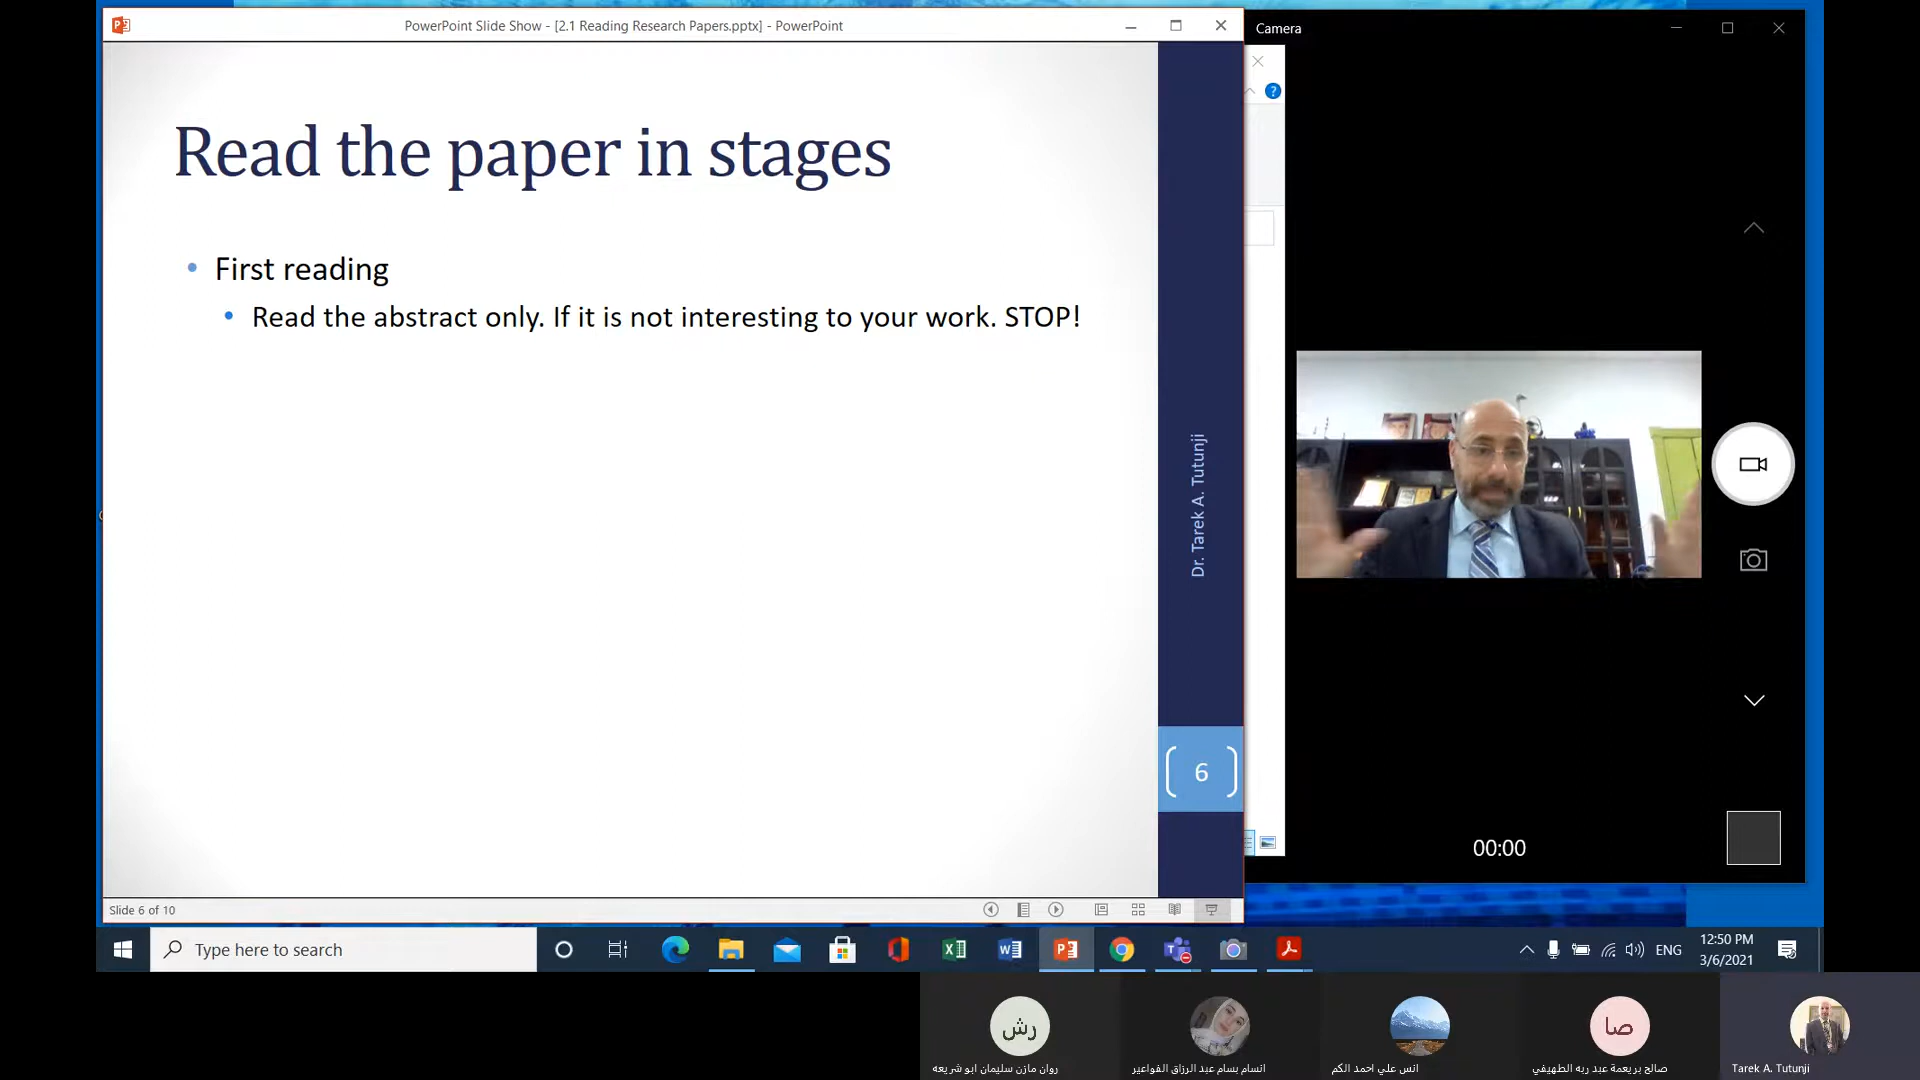 PowerPoint Slide Show - [2.1 Reading Research Papers.pptx] - PowerPoint
Camera
Read the paper in stages
First reading
Read the abstract only. If it is not interesting to your work. STOP!
Dr. Tarek A. Tutunji
6
00:00
Slide 6 of 10
Type here to search
ENG
12:50 PM
3/6/2021
رش
صا
روان مازن سليمان ابو شريعه
انسام بسام عبد الرزاق الفواعير
انس علي احمد الكم
صالح بريعمة عبد ربه الطهيفي
Tarek A. Tutunji